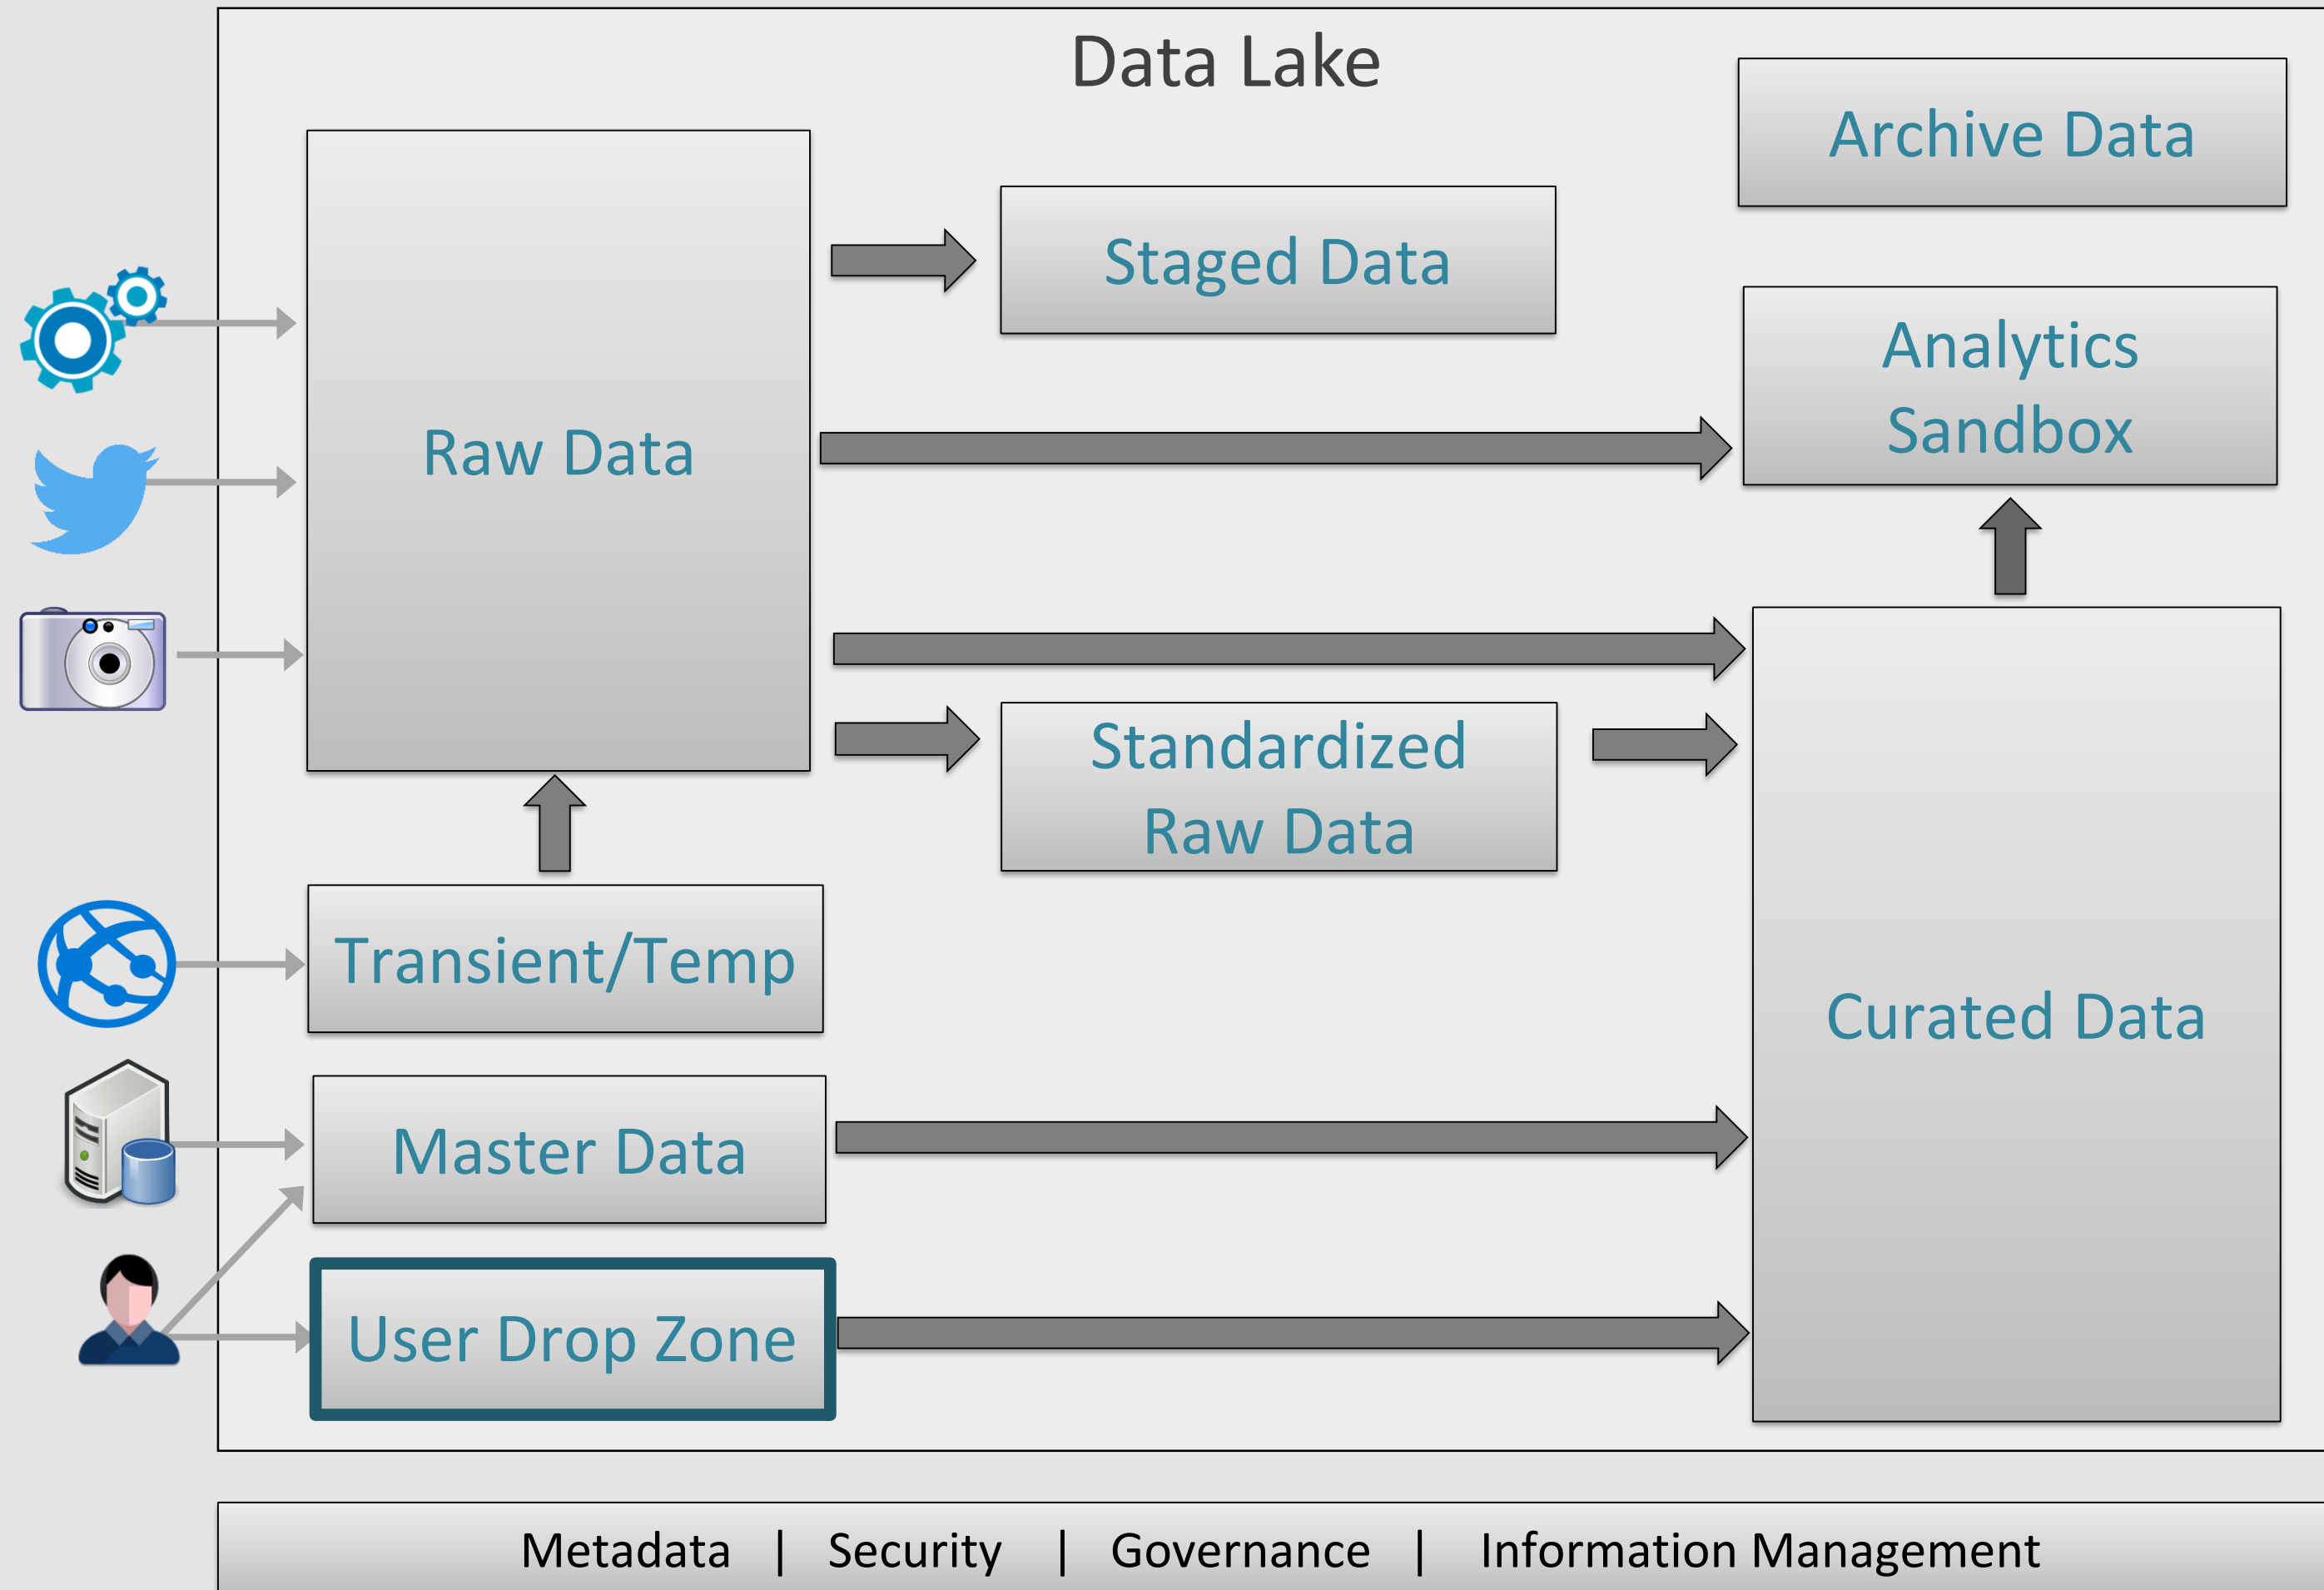 Data Lake
Archive Data
Staged Data
Analytics
Sandbox
Raw Data
Standardized
Raw Data
Transient/Temp
Curated Data
Master Data
User Drop Zone
Metadata | Security | Governance | Information Management